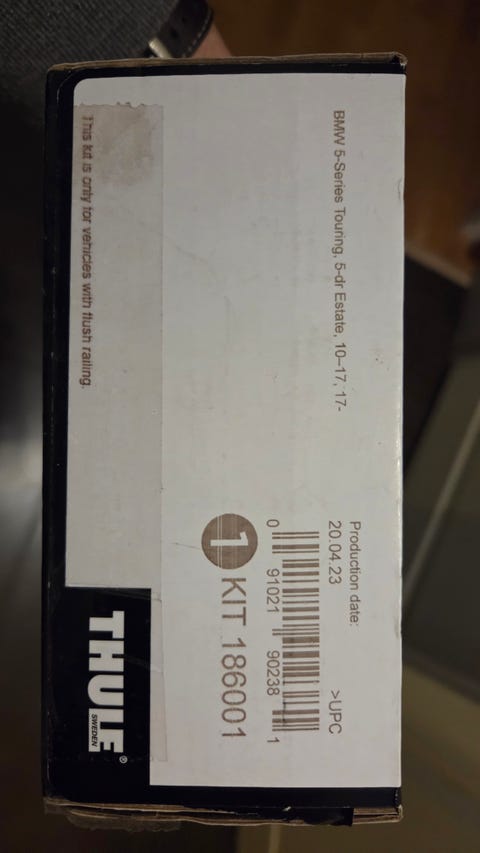 BMW 5-Series Touring, 5-dr Estate, 10–17, 17-
Production date:
20.04.23
>UPC
0 91021 90238 1
1 KIT 186001
This kit is only for vehicles with flush railing.
THULE®
SWEDEN